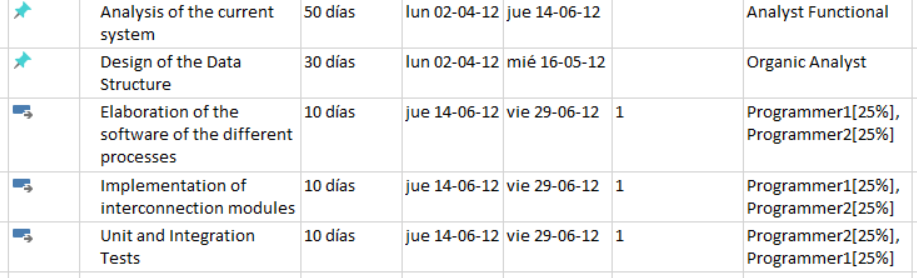 Analysis of the current system 50 días lun 02-04-12 jue 14-06-12 Analyst Functional
Design of the Data Structure 30 días lun 02-04-12 mié 16-05-12 Organic Analyst
Elaboration of the software of the different processes 10 días jue 14-06-12 vie 29-06-12 1 Programmer1[25%], Programmer2[25%]
Implementation of interconnection modules 10 días jue 14-06-12 vie 29-06-12 1 Programmer1[25%], Programmer2[25%]
Unit and Integration Tests 10 días jue 14-06-12 vie 29-06-12 1 Programmer2[25%], Programmer1[25%]